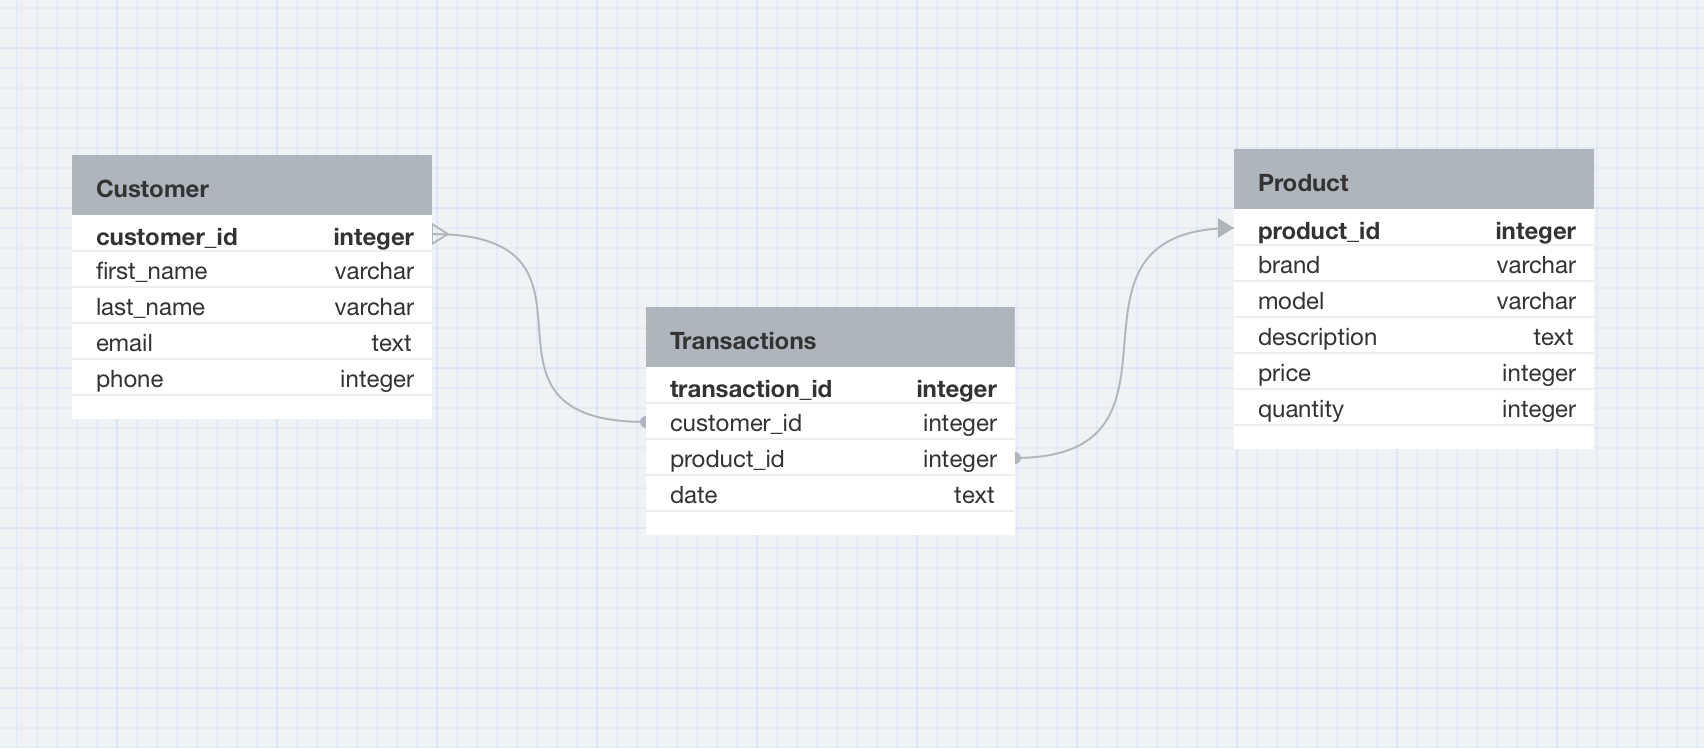 Customer
customer_id integer
first_name varchar
last_name varchar
email text
phone integer
Transactions
transaction_id integer
customer_id integer
product_id integer
date text
Product
product_id integer
brand varchar
model varchar
description text
price integer
quantity integer